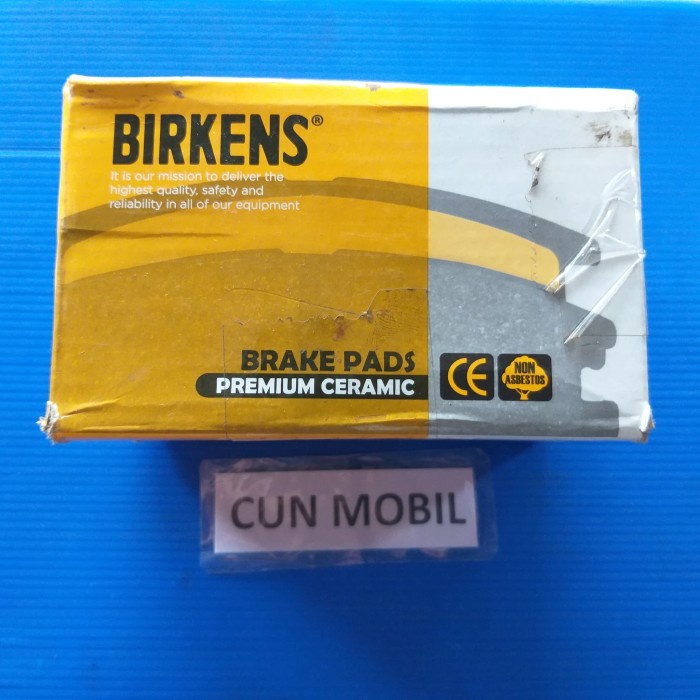 BIRKENS®
It is our mission to deliver the
highest quality, safety and
reliability in all of our equipment
BRAKE PADS
PREMIUM CERAMIC
CE
NON
ASBESTOS
CUN MOBIL